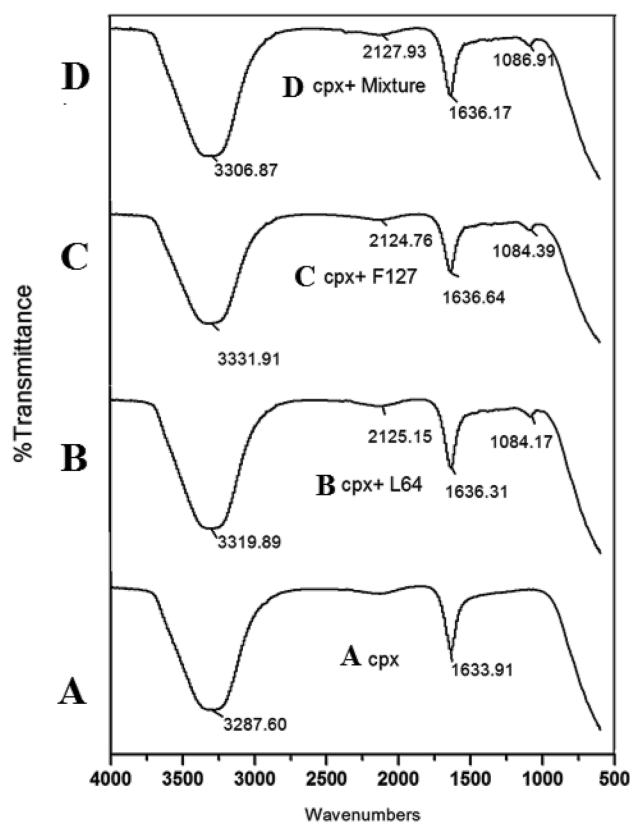 D
2127.93
1086.91
D cpx+ Mixture
1636.17
3306.87
C
2124.76
1084.39
C cpx+ F127
1636.64
3331.91
%Transmittance
B
2125.15
1084.17
B cpx+ L64
1636.31
3319.89
A cpx
1633.91
A
3287.60
4000 3500 3000 2500 2000 1500 1000 500
Wavenumbers